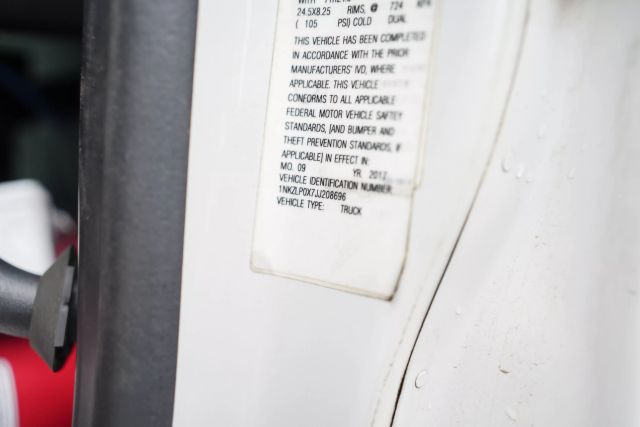 24.5X8.25 RIMS, @ 724
( 105 PSI) COLD DUAL
THIS VEHICLE HAS BEEN COMPLETED
IN ACCORDANCE WITH THE PRIOR
MANUFACTURERS' IVD, WHERE
APPLICABLE. THIS VEHICLE
CONFORMS TO ALL APPLICABLE
FEDERAL MOTOR VEHICLE SAFTEY
STANDARDS, [AND BUMPER AND
THEFT PREVENTION STANDARDS, IF
APPLICABLE] IN EFFECT IN:
MO. 09 YR. 2017
VEHICLE IDENTIFICATION NUMBER:
1NKZLP0X7JJ208696
VEHICLE TYPE: TRUCK